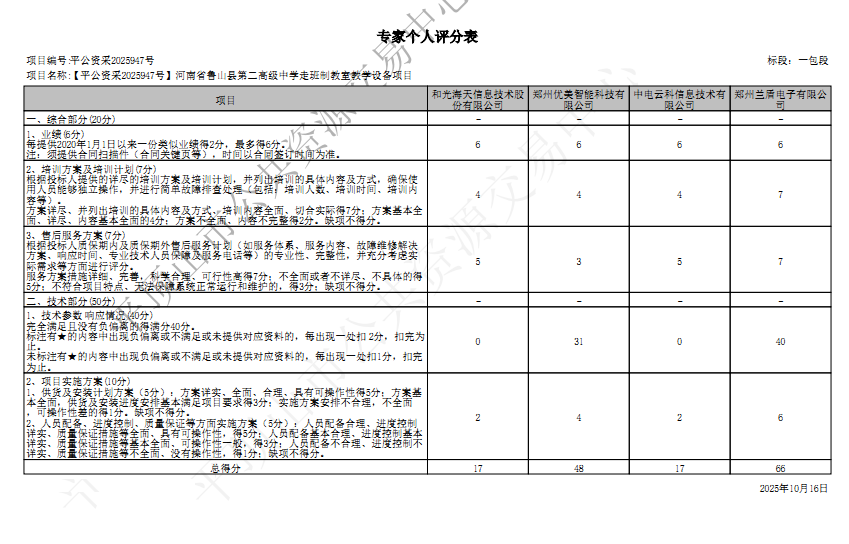 专家个人评分表
项目编号:平公资采2025947号
标段：一包段
项目名称:【平公资采2025947号】河南省鲁山县第二高级中学走班制教室教学设备项目
项目 和光海天信息技术股份有限公司 郑州优美智能科技有限公司 中电云科信息技术有限公司 郑州兰盾电子有限公司
一、综合部分(20分) - - - -
1、业绩(6分)
每提供2020年1月1日以来一份类似业绩得2分，最多得6分。
注：须提供合同扫描件（合同关键页等），时间以合同签订时间为准。
6 6 6 6
2、培训方案及培训计划(7分)
根据投标人提供的详尽的培训方案及培训计划，并列出培训的具体内容及方式，确保使
用人员能够独立操作，并进行简单故障排查处理（包括：培训人数、培训时间、培训内
容等）。
方案详尽、并列出培训的具体内容及方式、培训内容全面、切合实际得7分；方案基本全
面、详尽、内容基本全面的4分；方案不全面、内容不完整得2分。缺项不得分。
4 4 4 7
3、售后服务方案(7分)
根据投标人质保期内及质保期外售后服务计划（如服务体系、服务内容、故障维修解决
方案、响应时间、专业技术人员保障及服务电话等）的专业性、完整性，并充分考虑实
际需求等方面进行评分。
服务方案措施详细、完善，科学合理、可行性高得7分；不全面或者不详尽、不具体的得
5分；不符合项目特点、无法保障系统正常运行和维护的，得3分；缺项不得分。
5 3 5 7
二、技术部分(50分) - - - -
1、技术参数 响应情况(40分)
完全满足且没有负偏离的得满分40分。
标注有★的内容中出现负偏离或不满足或未提供对应资料的，每出现一处扣 2分，扣完为
止。
未标注有★的内容中出现负偏离或不满足或未提供对应资料的，每出现一处扣1分，扣完
为止。
0 31 0 40
2、项目实施方案(10分)
1、供货及安装计划方案（5分）：方案详实、全面、合理、具有可操作性得5分；方案基
本全面，供货及安装进度安排基本满足项目要求得3分；实施方案安排不合理，不全面
，可操作性差的得1分。缺项不得分。
2、人员配备、进度控制、质量保证等方面实施方案（5分）：人员配备合理、进度控制
详实、质量保证措施等全面、具有可操作性，得5分；人员配备基本合理、进度控制基本
详实、质量保证措施等基本全面、可操作性一般，得3分；人员配备不合理、进度控制不
详实、质量保证措施等不全面、没有操作性，得1分；缺项不得分。
2 4 2 6
总得分 17 48 17 66
2025年10月16日
平顶山市公共资源交易中心
平顶山市公共资源交易中心